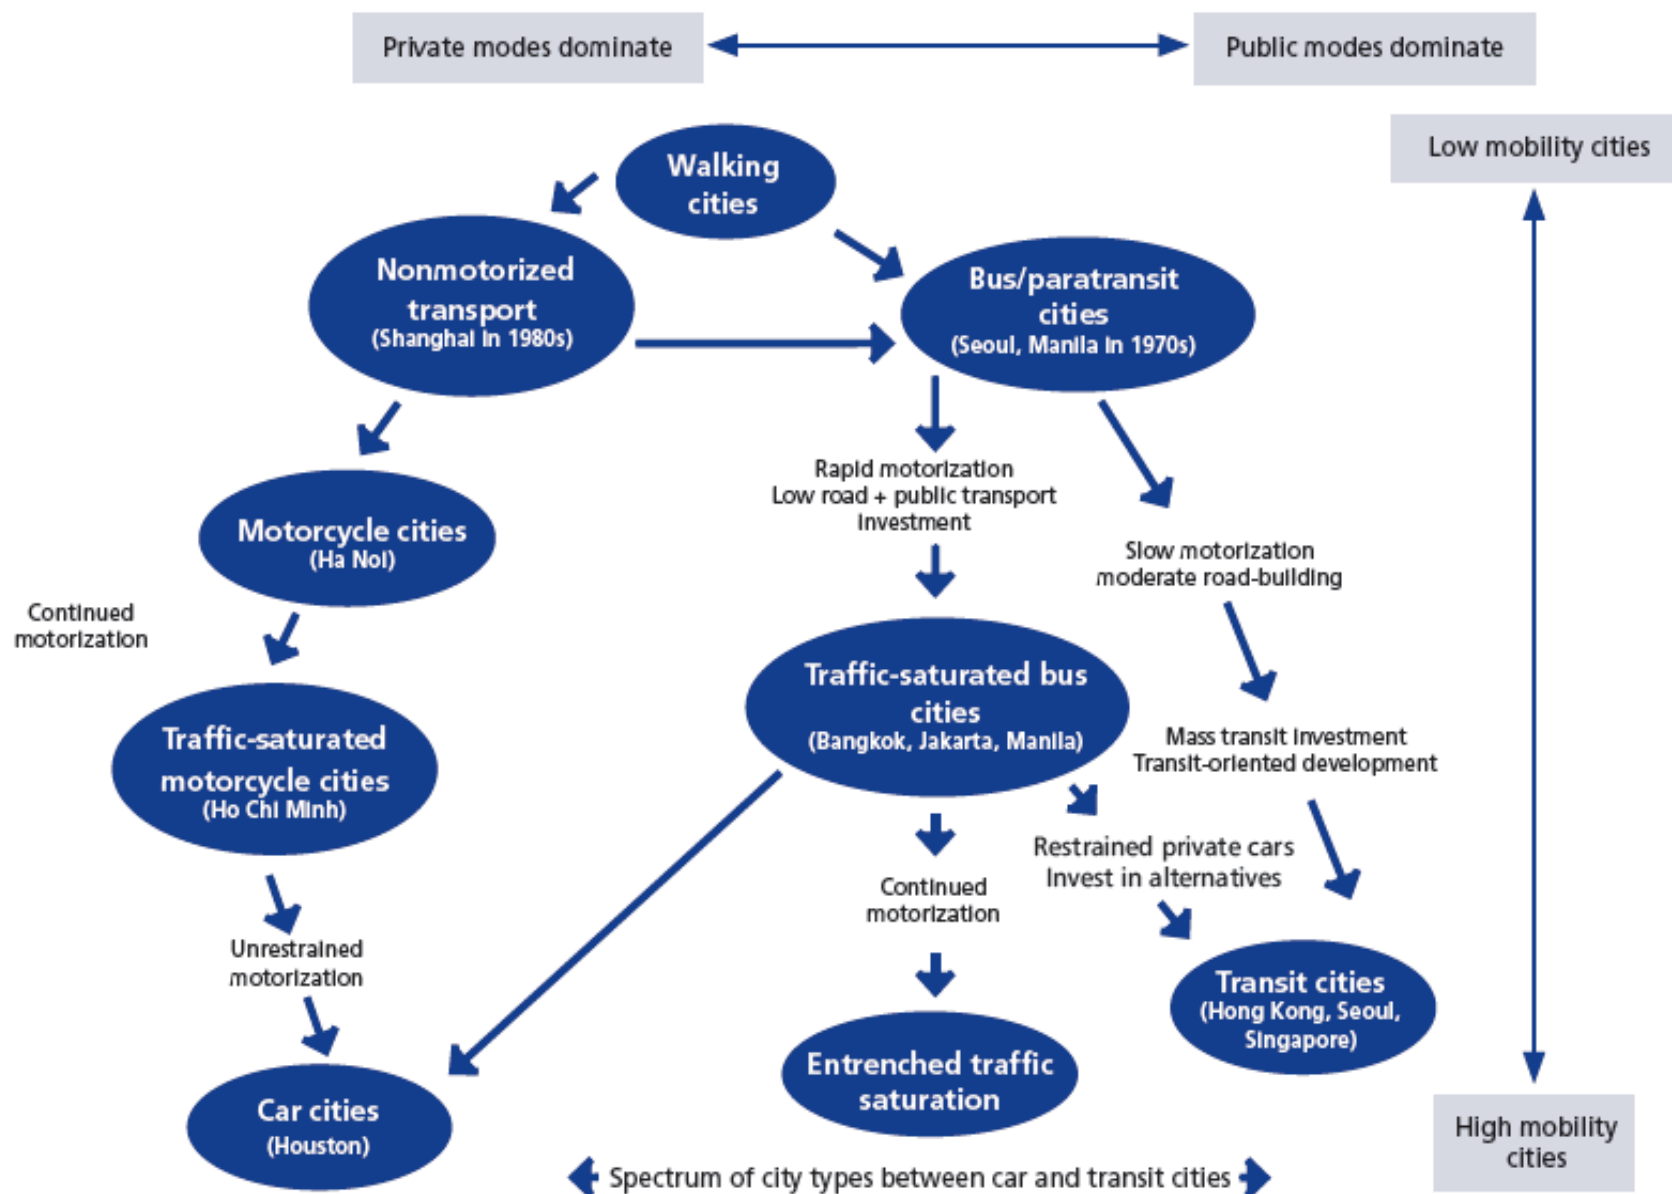 Private modes dominate
Public modes dominate
Low mobility cities
Walking
cities
Nonmotorized
transport
(Shanghai in 1980s)
Bus/paratransit
cities
(Seoul, Manila in 1970s)
Rapid motorization
Low road + public transport
investment
Motorcycle cities
(Ha Noi)
Slow motorization
moderate road-building
Continued
motorization
Traffic-saturated bus
cities
(Bangkok, Jakarta, Manila)
Traffic-saturated
motorcycle cities
(Ho Chi Minh)
Mass transit investment
Transit-oriented development
Restrained private cars
Invest in alternatives
Continued
motorization
Unrestrained
motorization
Transit cities
(Hong Kong, Seoul,
Singapore)
Entrenched traffic
saturation
Car cities
(Houston)
High mobility
cities
Spectrum of city types between car and transit cities